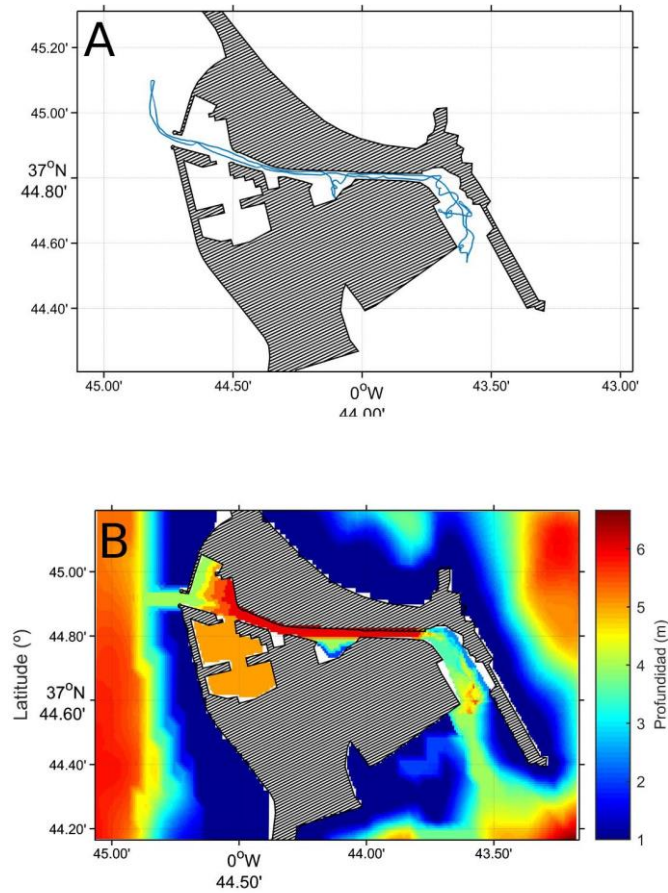 A
45.20'
45.00'
37°N
44.80'
44.60'
44.40'
45.00' 44.50' 0°W 43.50' 43.00'
44.00'
B
45.00'
44.80'
37°N
44.60'
44.40'
44.20'
Latitude (º)
45.00' 0°W 44.00' 43.50'
44.50'
6
5
4
3
2
1
Profundidad (m)